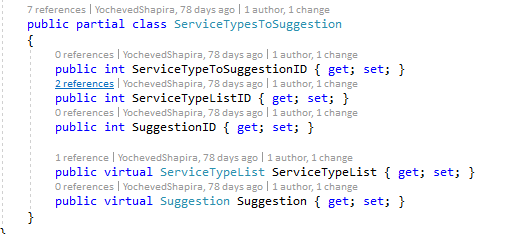 7 references | YochevedShapira, 78 days ago | 1 author, 1 change
public partial class ServiceTypesToSuggestion
{
0 references | YochevedShapira, 78 days ago | 1 author, 1 change
public int ServiceTypeToSuggestionID { get; set; }
2 references | YochevedShapira, 78 days ago | 1 author, 1 change
public int ServiceTypeListID { get; set; }
0 references | YochevedShapira, 78 days ago | 1 author, 1 change
public int SuggestionID { get; set; }
1 reference | YochevedShapira, 78 days ago | 1 author, 1 change
public virtual ServiceTypeList ServiceTypeList { get; set; }
0 references | YochevedShapira, 78 days ago | 1 author, 1 change
public virtual Suggestion Suggestion { get; set; }
}
}